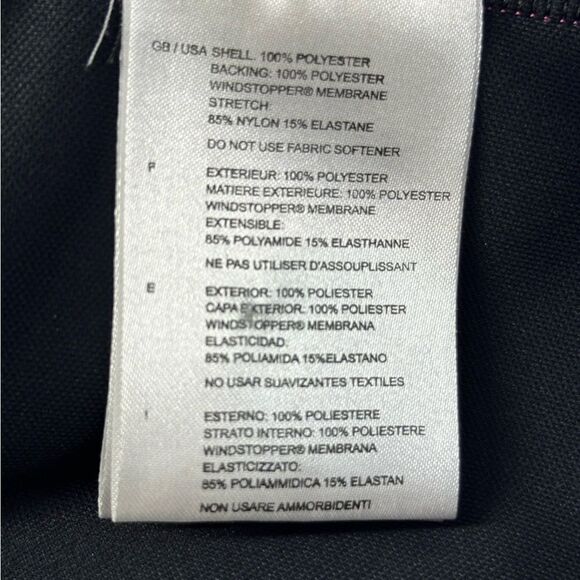 GB / USA SHELL. 100% POLYESTER
BACKING: 100% POLYESTER
WINDSTOPPER® MEMBRANE
STRETCH:
85% NYLON 15% ELASTANE
DO NOT USE FABRIC SOFTENER
F EXTERIEUR: 100% POLYESTER
MATIERE EXTERIEURE: 100% POLYESTER
WINDSTOPPER® MEMBRANE
EXTENSIBLE:
85% POLYAMIDE 15% ELASTHANNE
NE PAS UTILISER D'ASSOUPLISSANT
E EXTERIOR: 100% POLIESTER
CAPA EXTERIOR: 100% POLIESTER
WINDSTOPPER® MEMBRANA
ELASTICIDAD:
85% POLIAMIDA 15%ELASTANO
NO USAR SUAVIZANTES TEXTILES
I ESTERNO: 100% POLIESTERE
STRATO INTERNO: 100% POLIESTERE
WINDSTOPPER® MEMBRANA
ELASTICIZZATO:
85% POLIAMMIDICA 15% ELASTAN
NON USARE AMMORBIDENTI